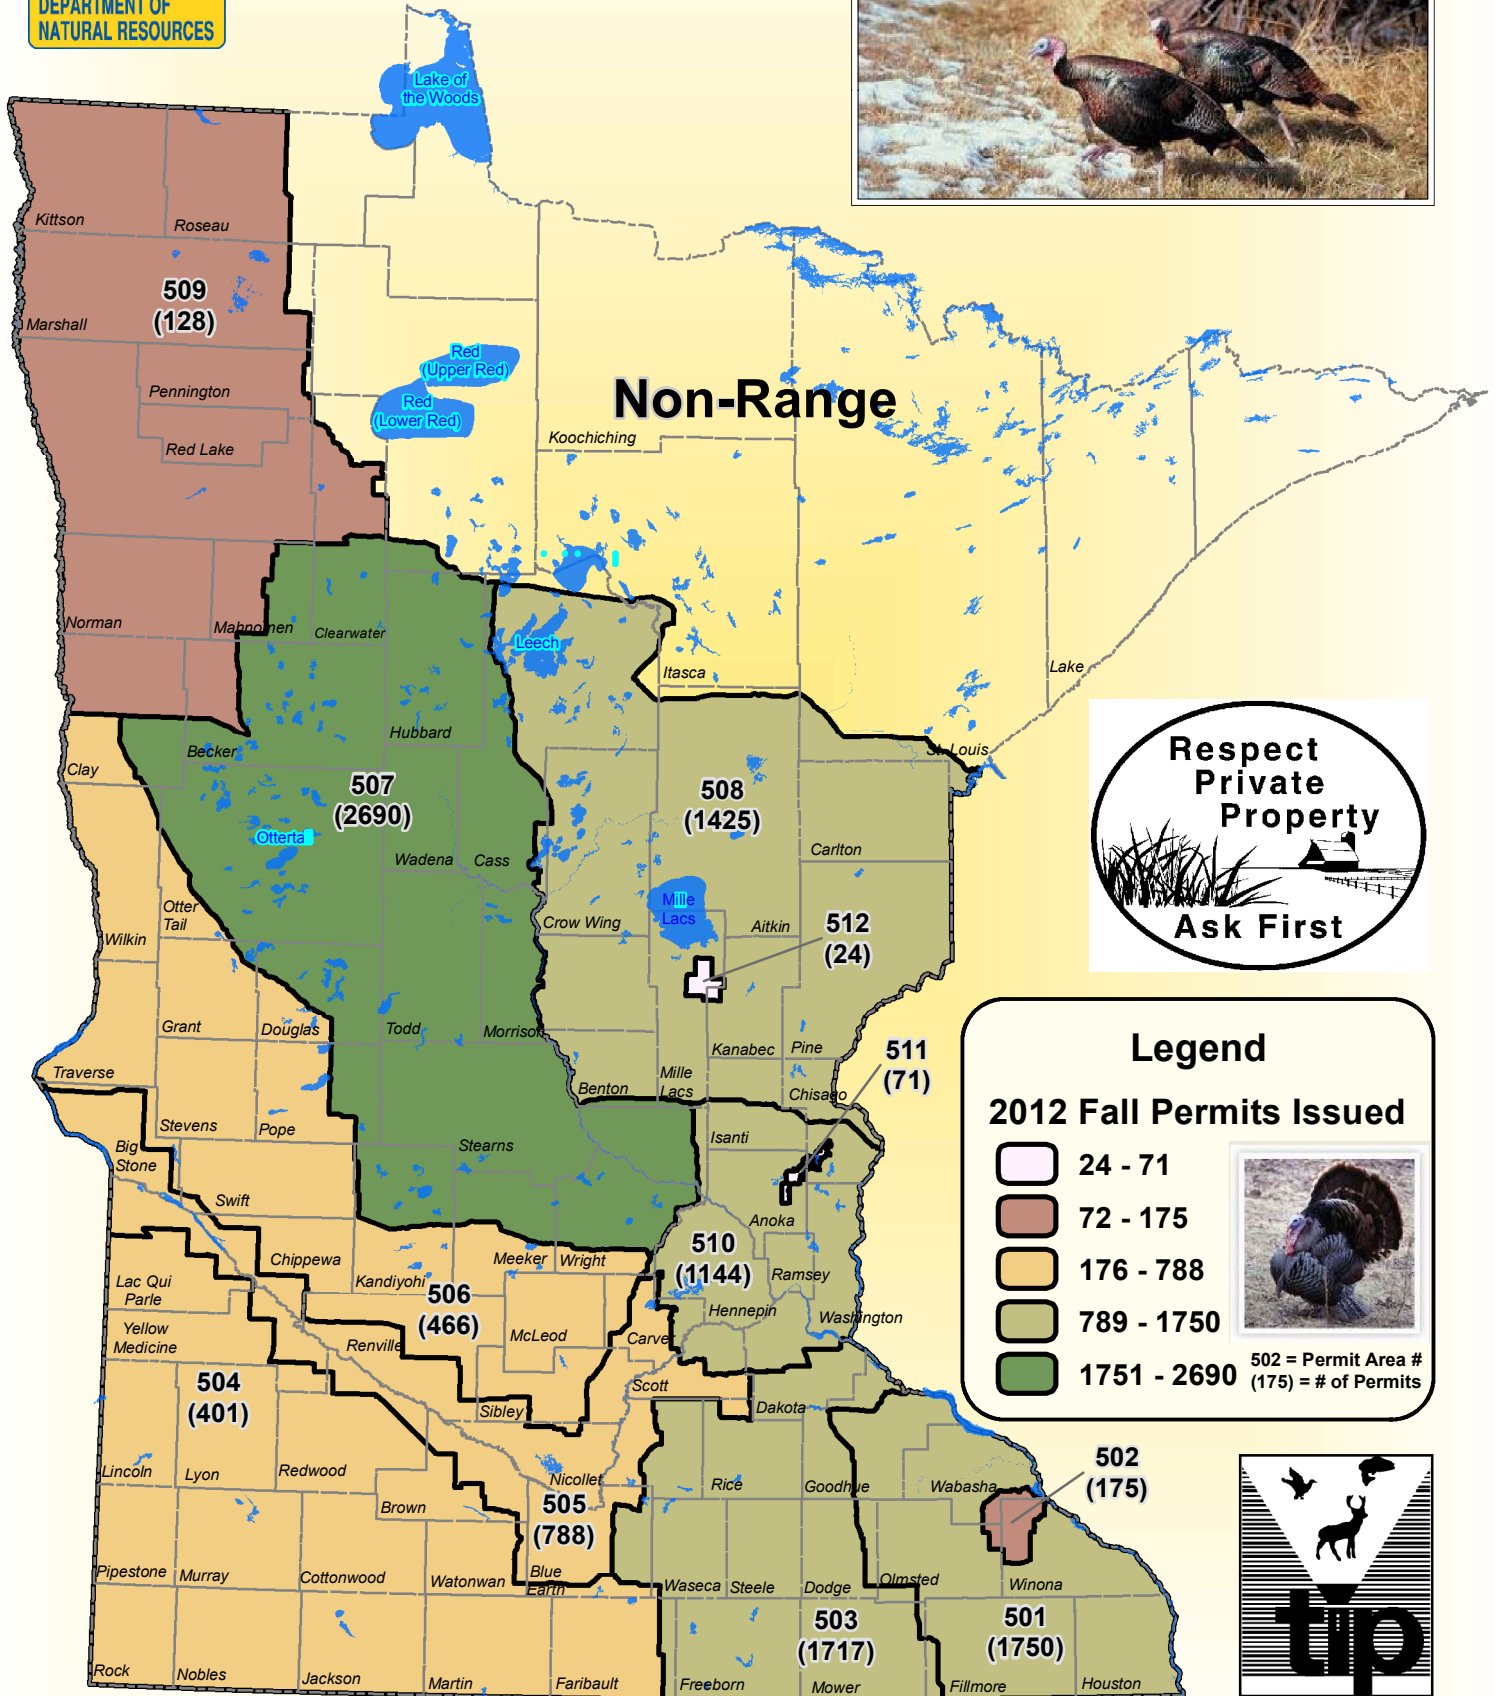 DEPARTMENT OF
NATURAL RESOURCES
Lake of
the Woods
Kittson
Roseau
509
(128)
Marshall
Red
(Upper Red)
Pennington
Red
(Lower Red)
Non-Range
Koochiching
Red Lake
Norman
Mahnomen
Clearwater
Leech
Itasca
Lake
Hubbard
Becker
St. Louis
Clay
507
(2690)
508
(1425)
Otterta
Wadena
Cass
Carlton
Mille
Lacs
Otter
Tail
Crow Wing
Aitkin
512
(24)
Wilkin
Grant
Douglas
Todd
Morrison
Kanabec
Pine
511
(71)
Traverse
Benton
Mille
Lacs
Chisago
Stevens
Pope
Big
Stone
Stearns
Isanti
Swift
Anoka
510
(1144)
Chippewa
Meeker
Wright
Lac Qui
Parle
Kandiyohi
Ramsey
506
(466)
Hennepin
Washington
Yellow
Medicine
Renville
McLeod
Carver
504
(401)
Scott
Sibley
Dakota
Lincoln
Lyon
Redwood
Nicollet
Rice
Goodhue
Wabasha
502
(175)
Brown
505
(788)
Pipestone
Murray
Cottonwood
Watonwan
Blue
Earth
Waseca
Steele
Dodge
Olmsted
Winona
503
(1717)
501
(1750)
Rock
Nobles
Jackson
Martin
Faribault
Freeborn
Mower
Fillmore
Houston
Respect
Private
Property
Ask First
Legend
2012 Fall Permits Issued
24 - 71
72 - 175
176 - 788
789 - 1750
1751 - 2690
502 = Permit Area #
(175) = # of Permits
tip